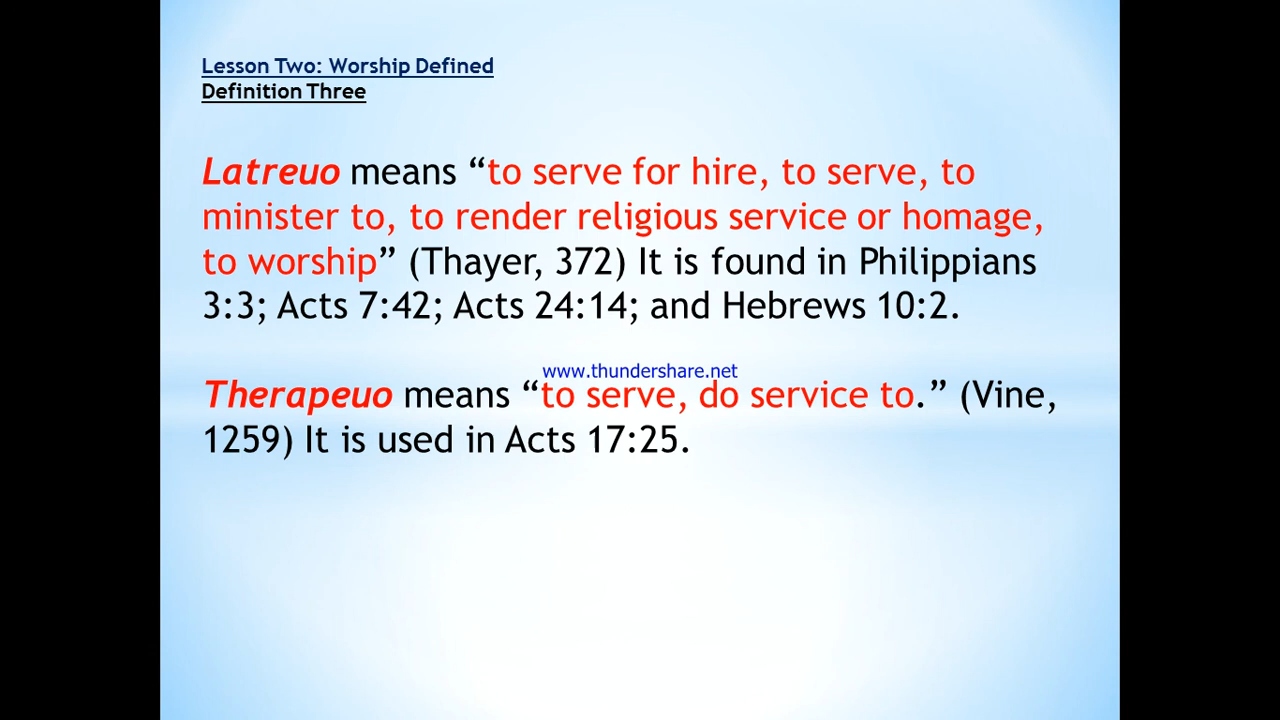 Lesson Two: Worship Defined
Definition Three
Latreuo means “to serve for hire, to serve, to
minister to, to render religious service or homage,
to worship” (Thayer, 372) It is found in Philippians
3:3; Acts 7:42; Acts 24:14; and Hebrews 10:2.
www.thundershare.net
Therapeuo means “to serve, do service to.” (Vine,
1259) It is used in Acts 17:25.